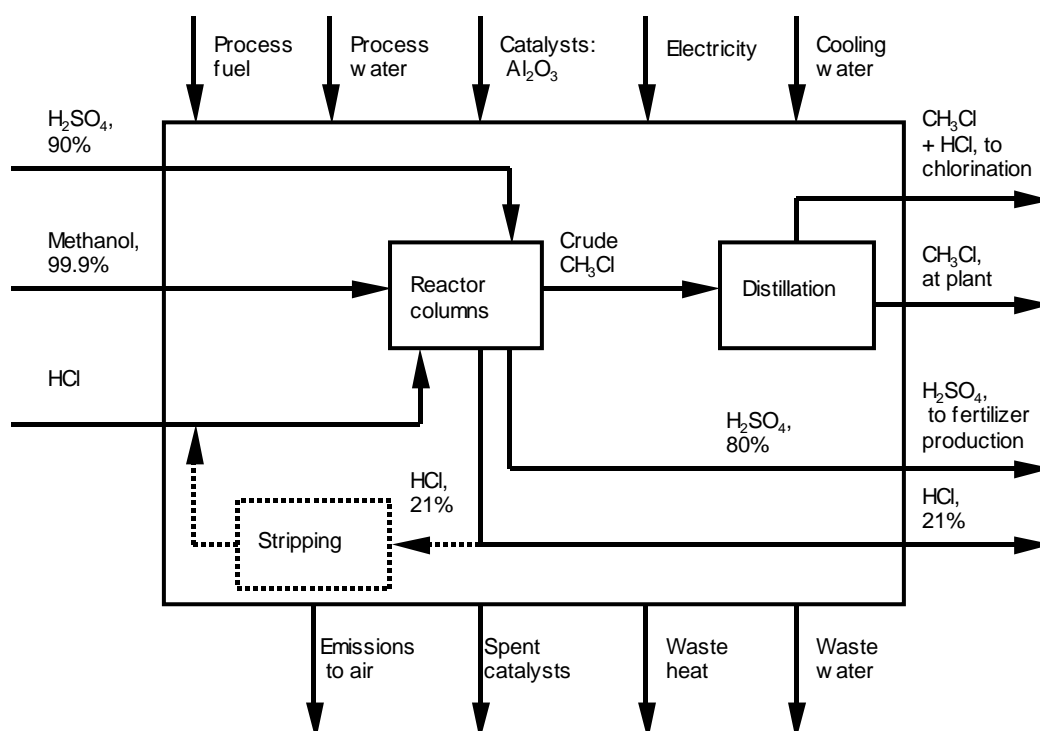 Process
fuel
Process
water
Catalysts:
Al₂O₃
Electricity
Cooling
water
H₂SO₄,
90%
CH₃Cl
+ HCl, to
chlorination
Methanol,
99.9%
Reactor
columns
Crude
CH₃Cl
Distillation
CH₃Cl,
at plant
HCl
H₂SO₄,
80%
H₂SO₄,
to fertilizer
production
HCl,
21%
HCl,
21%
Stripping
Emissions
to air
Spent
catalysts
Waste
heat
Waste
water